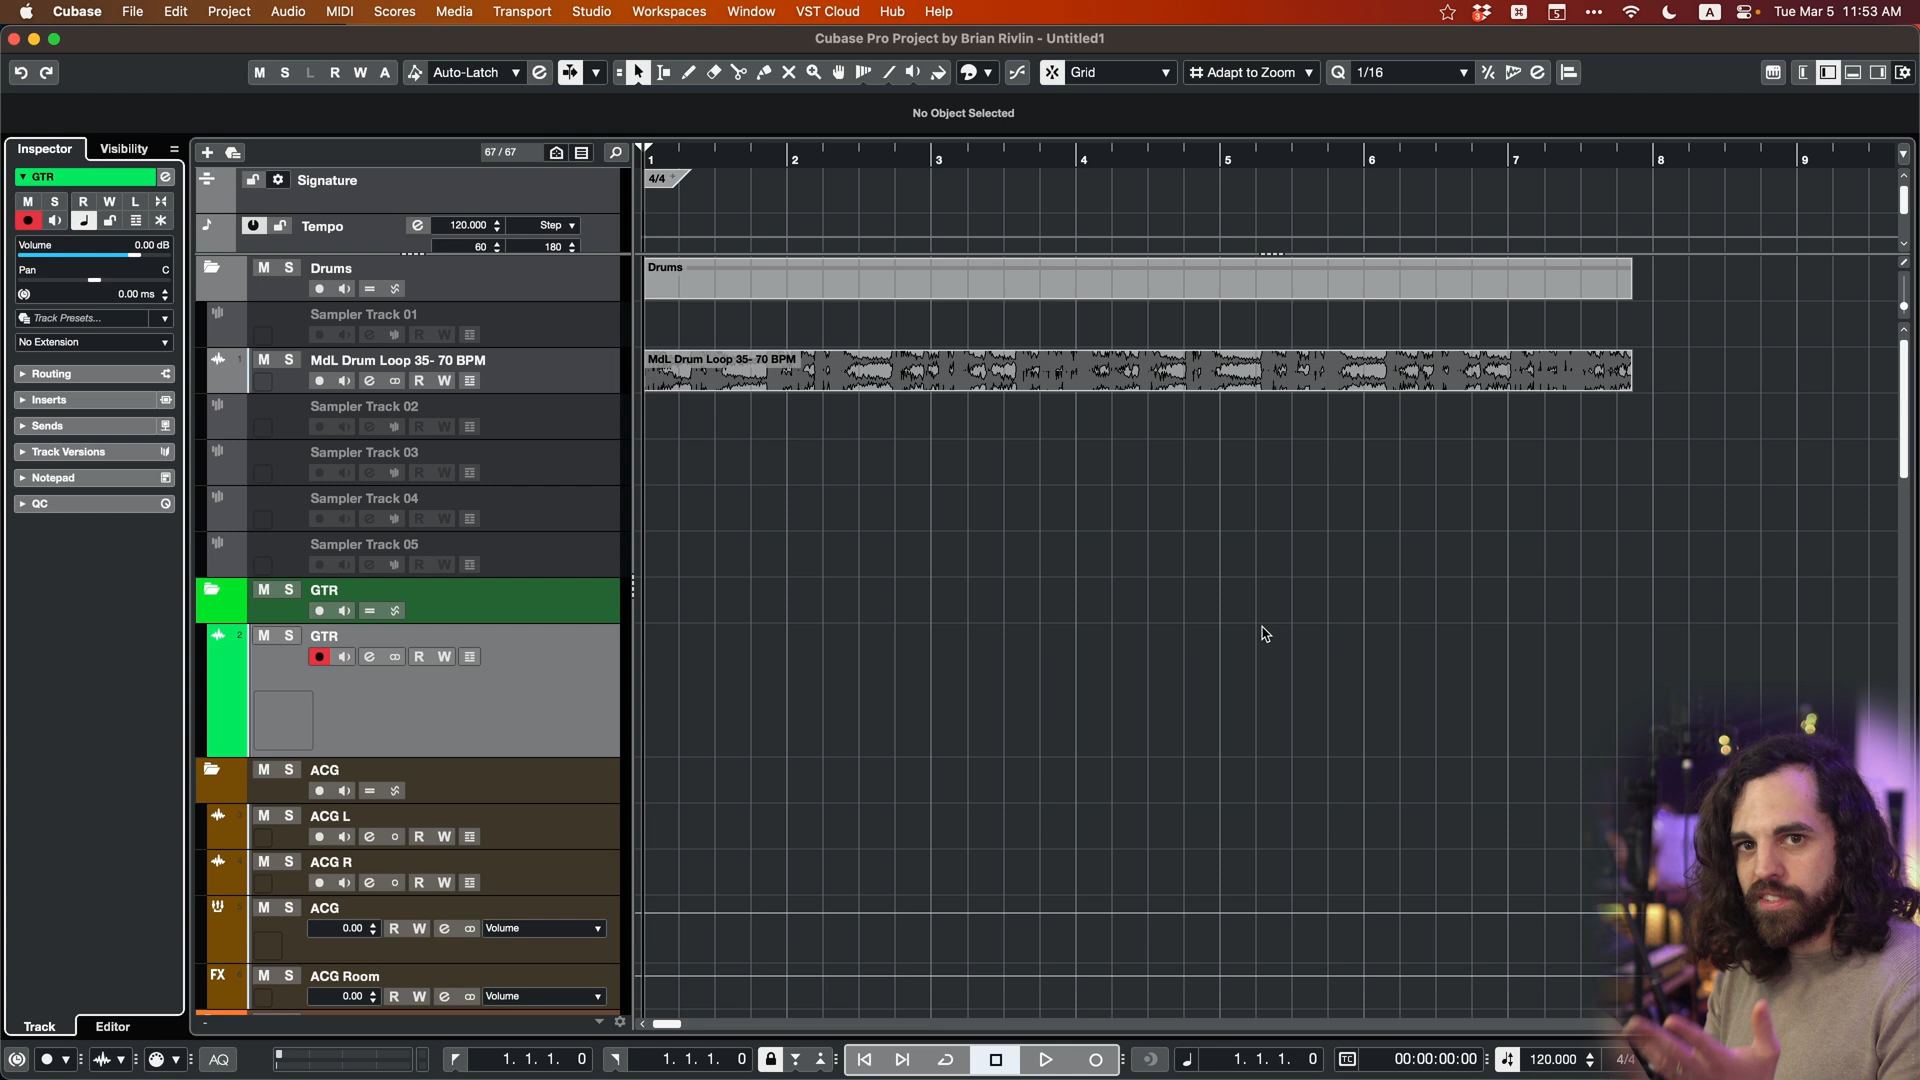 Cubase File Edit Project Audio MIDI Scores Media Transport Studio Workspaces Window VST Cloud Hub Help
3 5 A Tue Mar 5 11:53 AM
Cubase Pro Project by Brian Rivlin - Untitled1
M S L R W A Auto-Latch Grid Adapt to Zoom Q 1/16
No Object Selected
Inspector Visibility
67 / 67
1 2 3 4 5 6 7 8 9
GTR
M S R W L
4/4
Signature
Tempo 120.000 Step
60 180
Volume 0.00 dB
Pan C
0.00 ms
Track Presets...
No Extension
Routing
Inserts
Sends
Track Versions
Notepad
QC
M S Drums
Drums
Sampler Track 01
R W
1 M S MdL Drum Loop 35- 70 BPM
R W
MdL Drum Loop 35- 70 BPM
Sampler Track 02
R W
Sampler Track 03
R W
Sampler Track 04
R W
Sampler Track 05
R W
M S GTR
2 M S GTR
R W
M S ACG
M S ACG L
R W
M S ACG R
R W
M S ACG
0.00 R W Volume
FX M S ACG Room
0.00 R W Volume
Track Editor
AQ 1. 1. 1. 0 1. 1. 1. 0 1. 1. 1. 0 TC 00:00:00:00 120.000 4/4